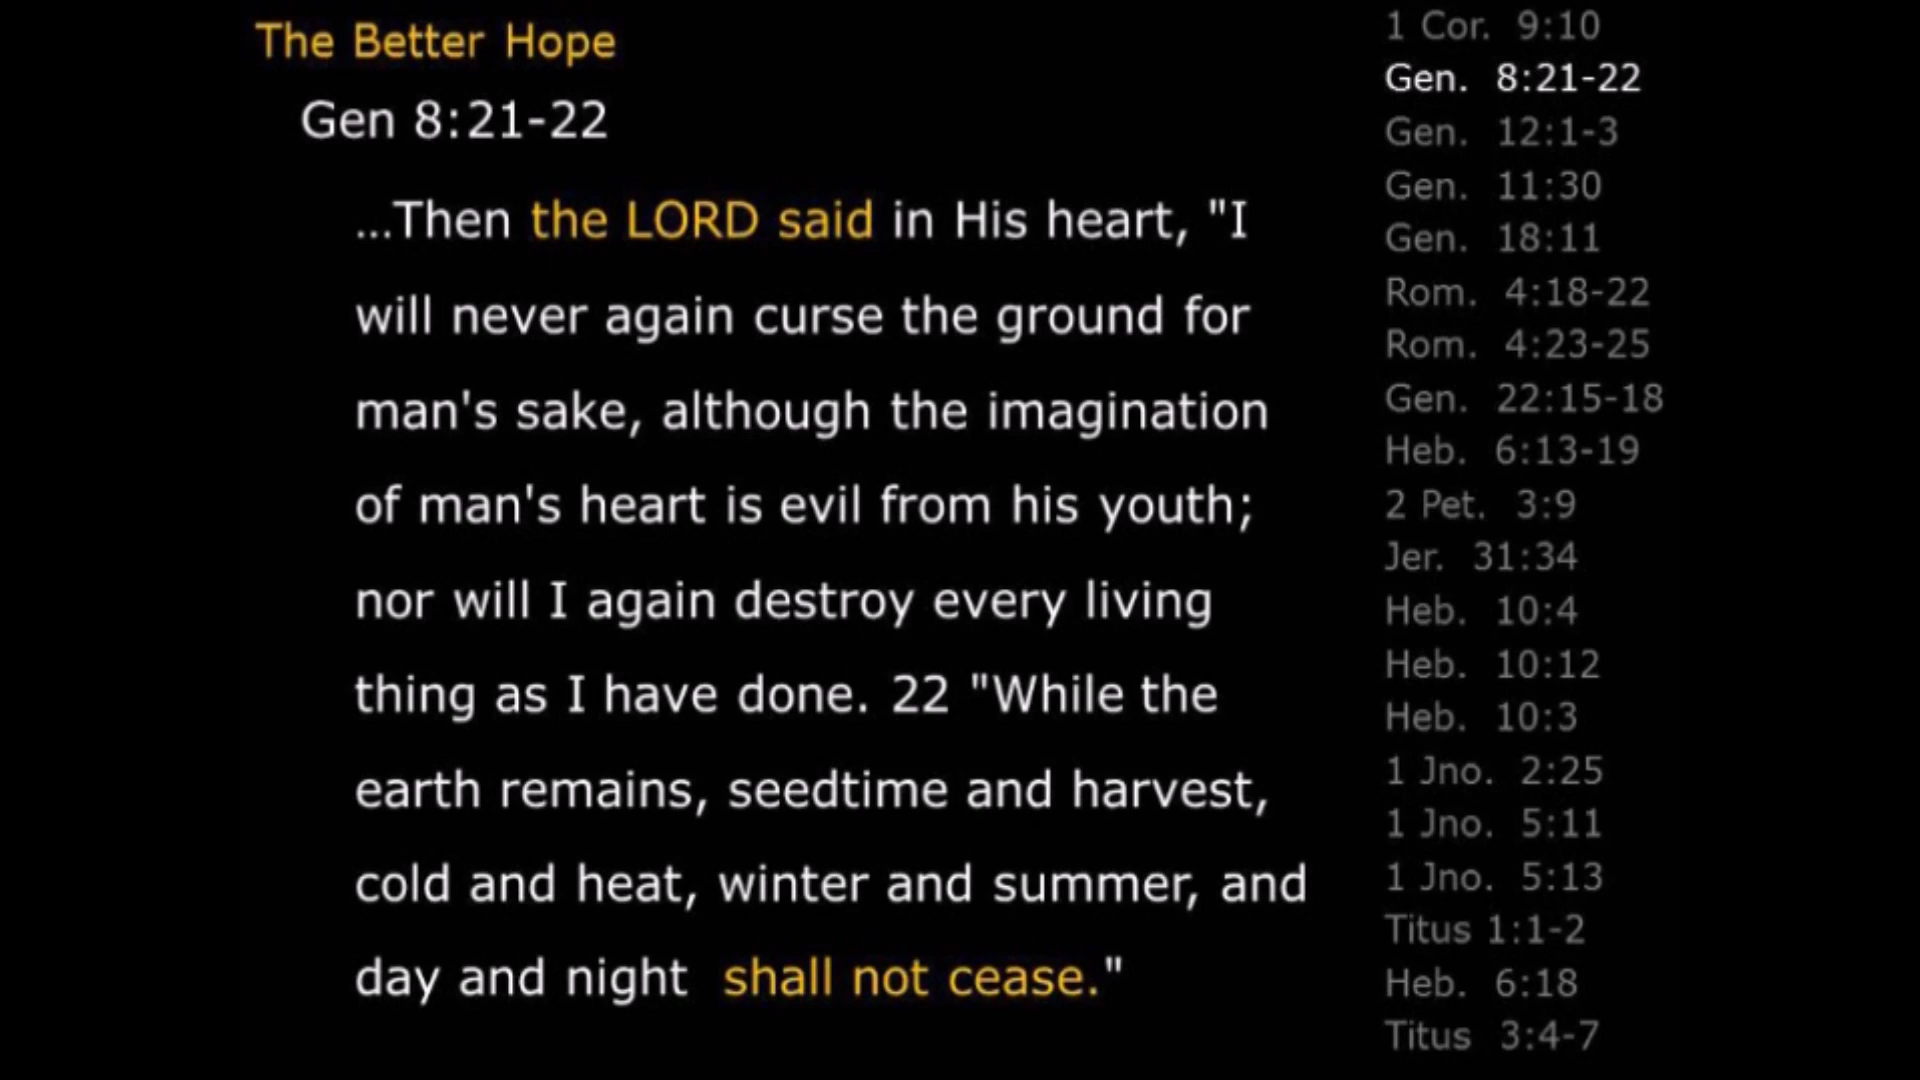 The Better Hope
Gen 8:21-22
...Then the LORD said in His heart, "I
will never again curse the ground for
man's sake, although the imagination
of man's heart is evil from his youth;
nor will I again destroy every living
thing as I have done. 22 "While the
earth remains, seedtime and harvest,
cold and heat, winter and summer, and
day and night shall not cease."
1 Cor. 9:10
Gen. 8:21-22
Gen. 12:1-3
Gen. 11:30
Gen. 18:11
Rom. 4:18-22
Rom. 4:23-25
Gen. 22:15-18
Heb. 6:13-19
2 Pet. 3:9
Jer. 31:34
Heb. 10:4
Heb. 10:12
Heb. 10:3
1 Jno. 2:25
1 Jno. 5:11
1 Jno. 5:13
Titus 1:1-2
Heb. 6:18
Titus 3:4-7